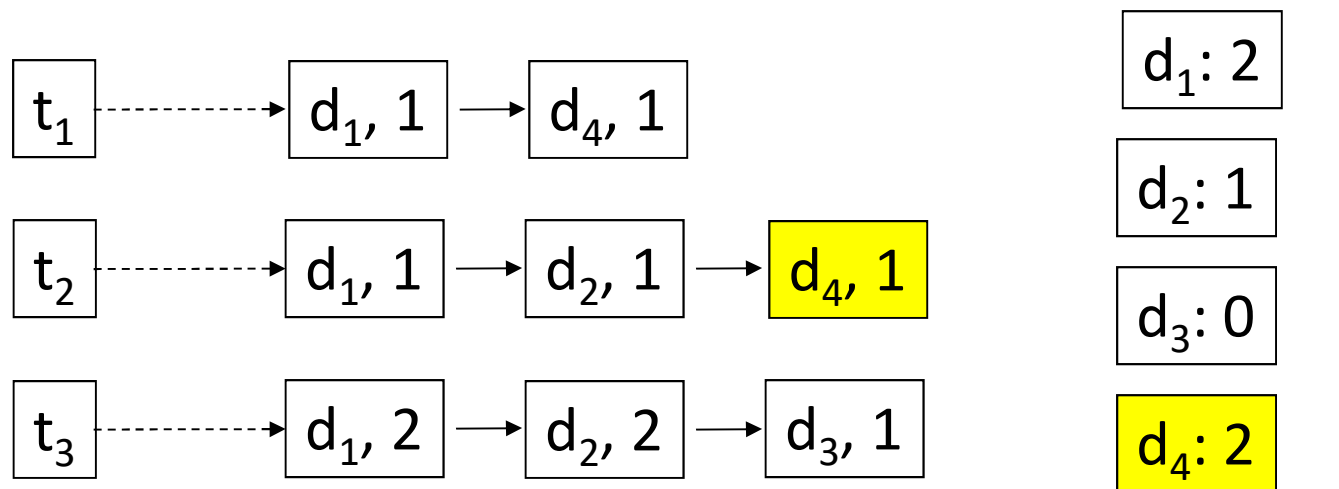 t₁ d₁, 1 d₄, 1
t₂ d₁, 1 d₂, 1 d₄, 1
t₃ d₁, 2 d₂, 2 d₃, 1
d₁: 2
d₂: 1
d₃: 0
d₄: 2